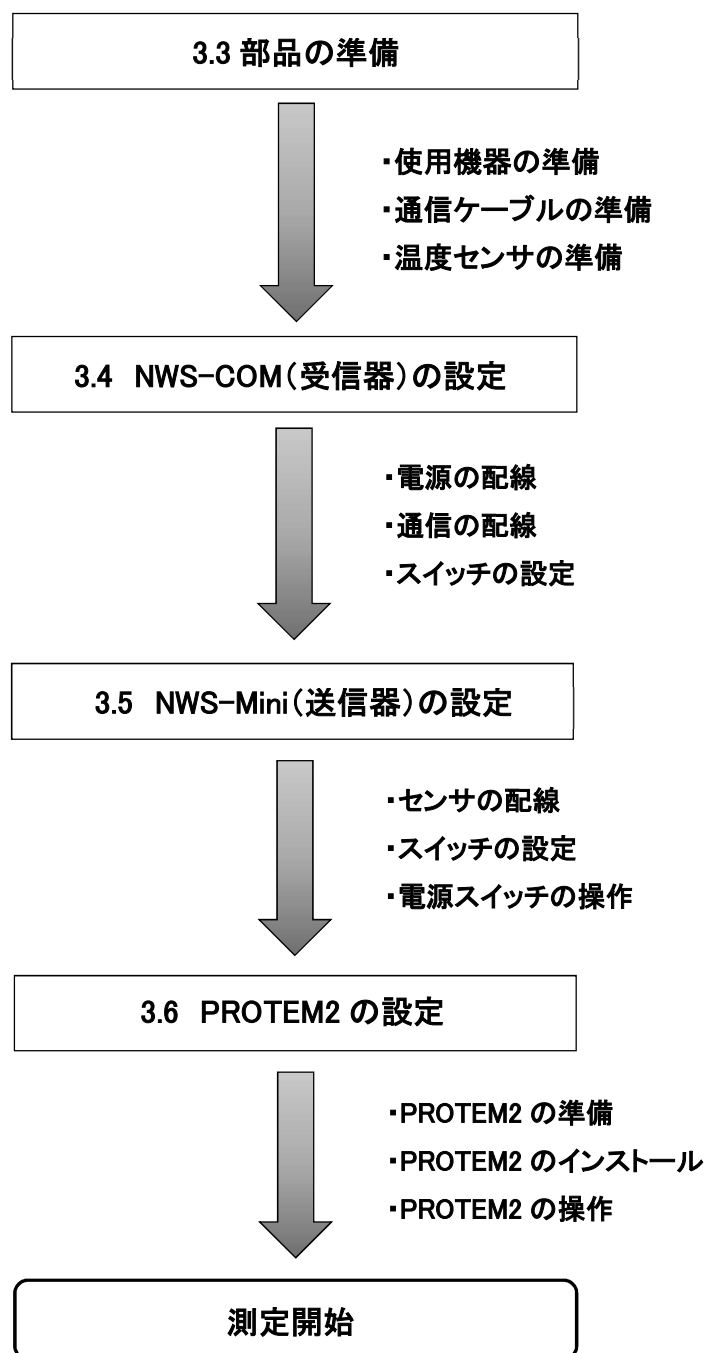 3.3 部品の準備
・使用機器の準備
・通信ケーブルの準備
・温度センサの準備
3.4 NWS-COM(受信器)の設定
・電源の配線
・通信の配線
・スイッチの設定
3.5 NWS-Mini(送信器)の設定
・センサの配線
・スイッチの設定
・電源スイッチの操作
3.6 PROTEM2 の設定
・PROTEM2 の準備
・PROTEM2 のインストール
・PROTEM2 の操作
測定開始